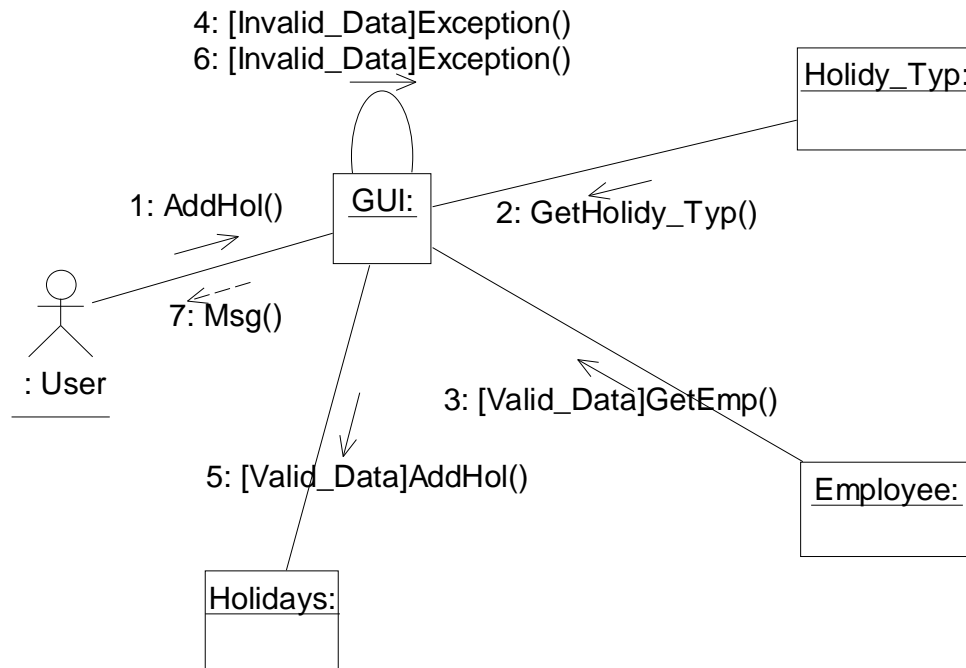 4: [Invalid_Data]Exception()
6: [Invalid_Data]Exception()
Holidy_Typ:
GUI:
1: AddHol()
2: GetHolidy_Typ()
7: Msg()
: User
3: [Valid_Data]GetEmp()
5: [Valid_Data]AddHol()
Employee:
Holidays: